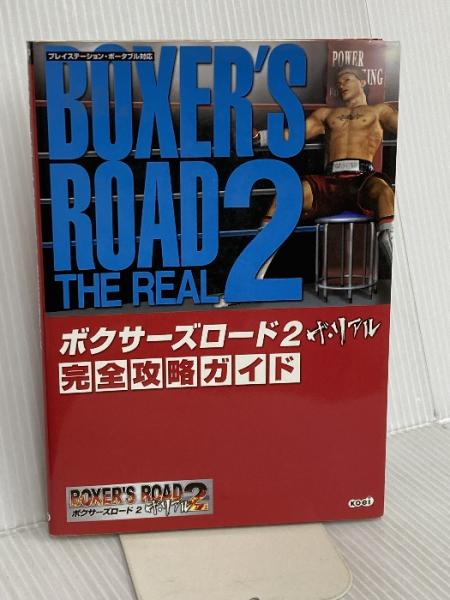 プレイステーション・ポータブル対応
BOXER'S
ROAD 2
THE REAL
POWER
ボクサーズロード2 ザ・リアル
完全攻略ガイド
BOXER'S ROAD 2
ボクサーズロード2 ザ・リアル
KOEI